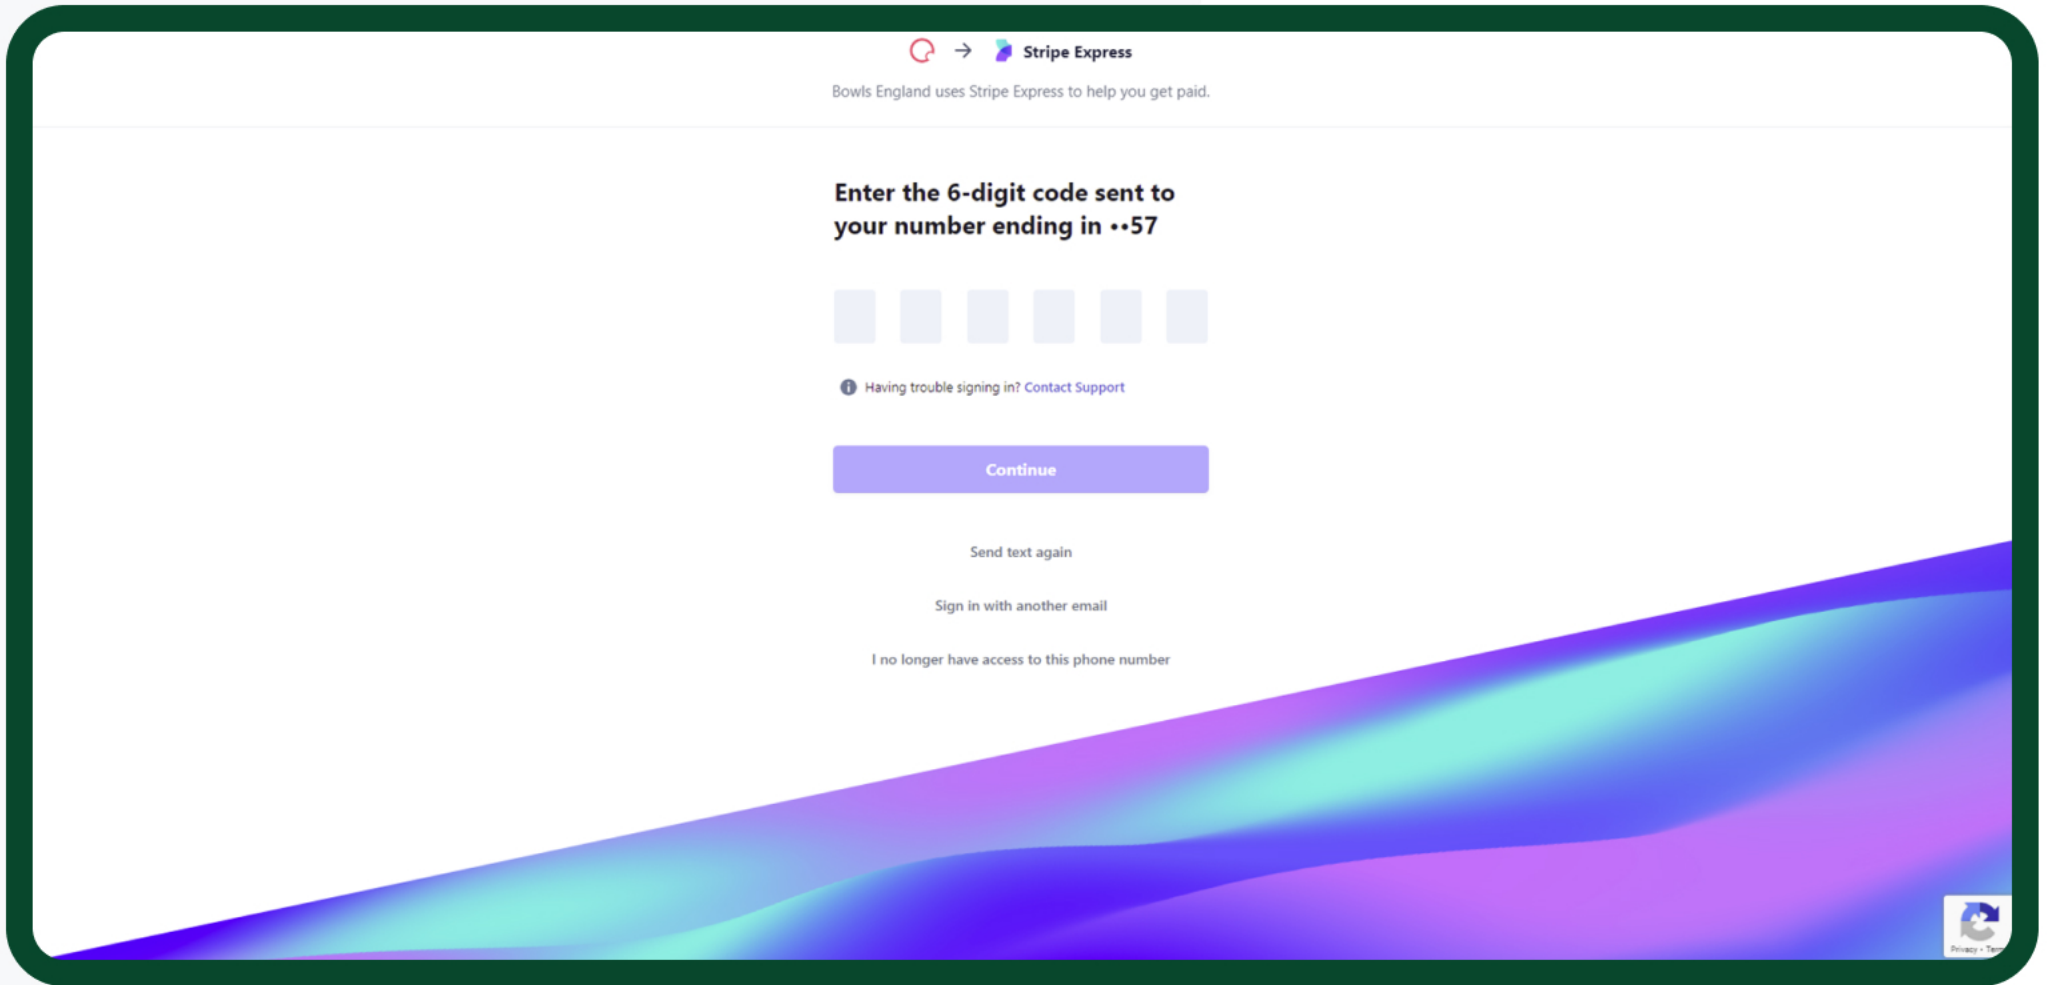 Stripe Express
Bowls England uses Stripe Express to help you get paid.
Enter the 6-digit code sent to
your number ending in ••57
Having trouble signing in? Contact Support
Continue
Send text again
Sign in with another email
I no longer have access to this phone number
Privacy •